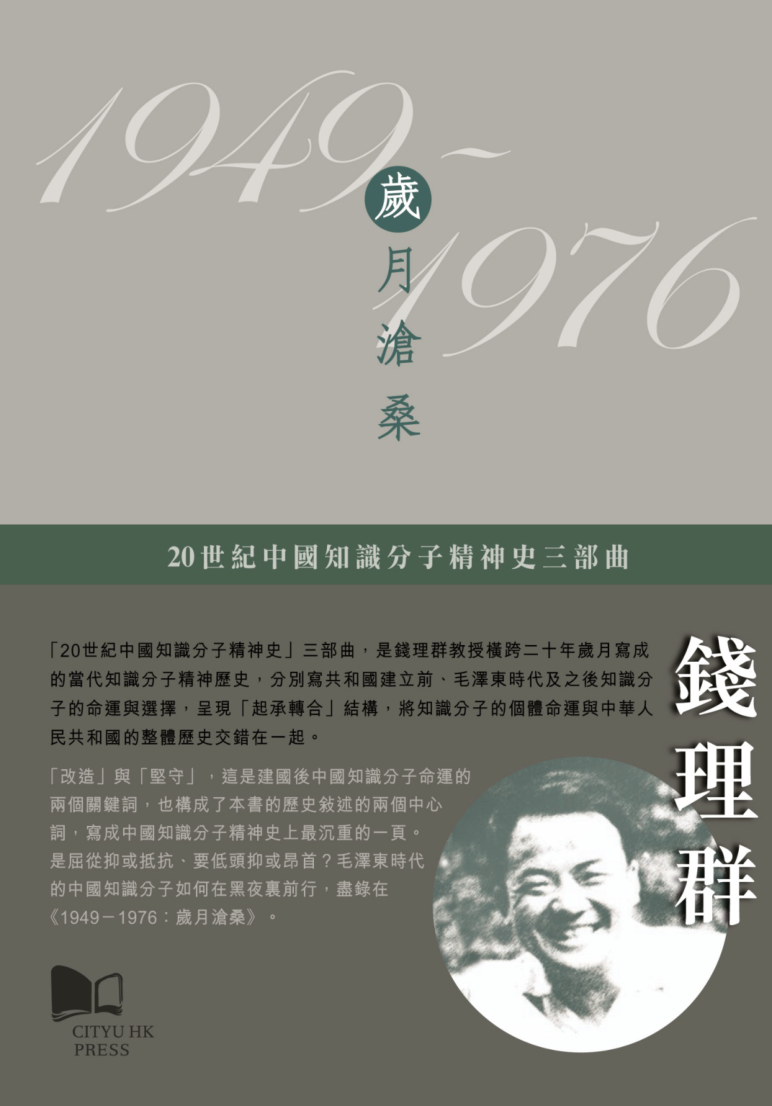 1949-
1976
歲月滄桑
20世紀中國知識分子精神史三部曲
「20世紀中國知識分子精神史」三部曲，是錢理群教授橫跨二十年歲月寫成
的當代知識分子精神歷史，分別寫共和國建立前、毛澤東時代及之後知識分
子的命運與選擇，呈現「起承轉合」結構，將知識分子的個體命運與中華人
民共和國的整體歷史交錯在一起。
「改造」與「堅守」，這是建國後中國知識分子命運的
兩個關鍵詞，也構成了本書的歷史敍述的兩個中心
詞，寫成中國知識分子精神史上最沉重的一頁。
是屈從抑或抵抗、要低頭抑或昂首？毛澤東時代
的中國知識分子如何在黑夜裏前行，盡錄在
《1949－1976：歲月滄桑》。
錢理群
CITYU HK
PRESS